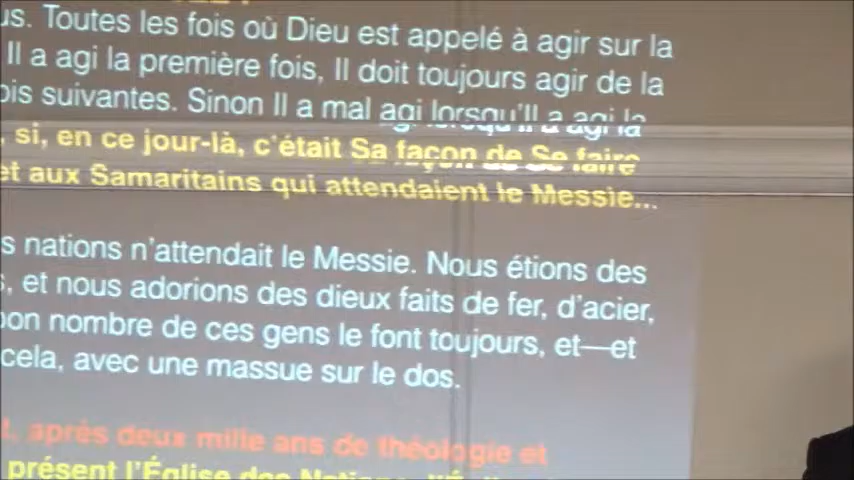 us. Toutes les fois où Dieu est appelé à agir sur la
Il a agi la première fois, Il doit toujours agir de la
ois suivantes. Sinon Il a mal agi lorsqu'Il a agi la
, si, en ce jour-là, c'était Sa façon de Se faire
et aux Samaritains qui attendaient le Messie...
s nations n'attendait le Messie. Nous étions des
s, et nous adorions des dieux faits de fer, d'acier,
bon nombre de ces gens le font toujours, et—et
cela, avec une massue sur le dos.
t, après deux mille ans de théologie et
présent l'Église des Nations,